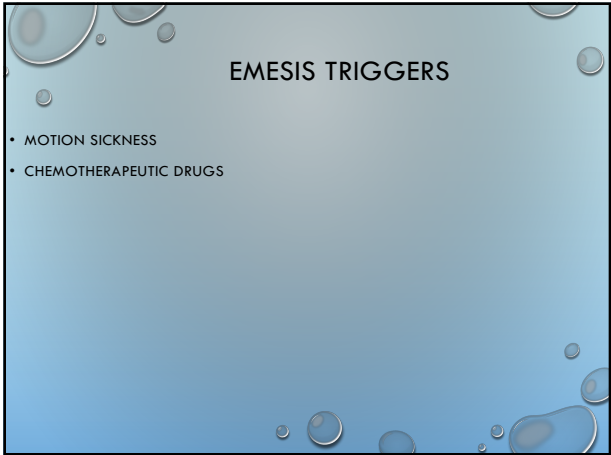 EMESIS TRIGGERS
• MOTION SICKNESS
• CHEMOTHERAPEUTIC DRUGS